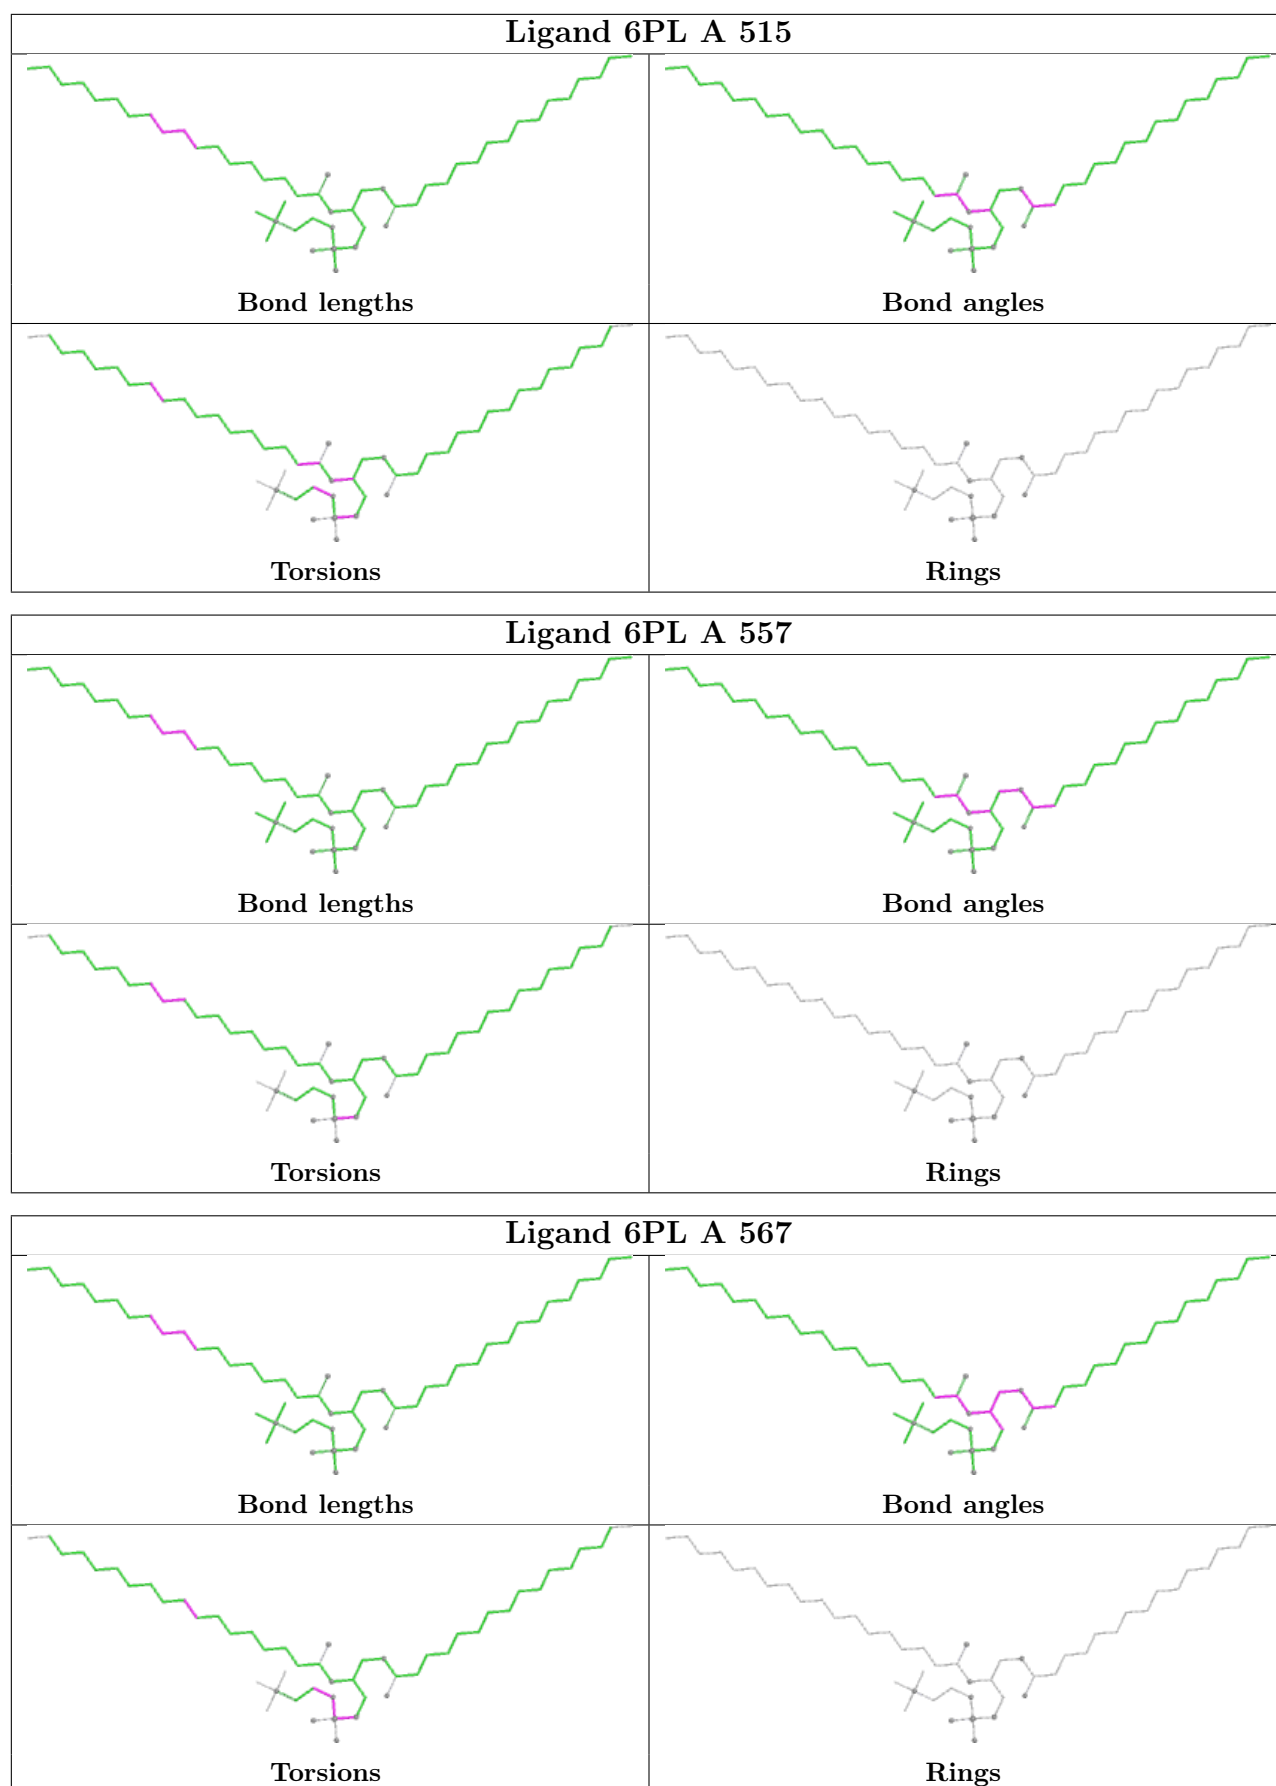 Ligand 6PL A 515
Bond lengths
Bond angles
Torsions
Rings
Ligand 6PL A 557
Bond lengths
Bond angles
Torsions
Rings
Ligand 6PL A 567
Bond lengths
Bond angles
Torsions
Rings